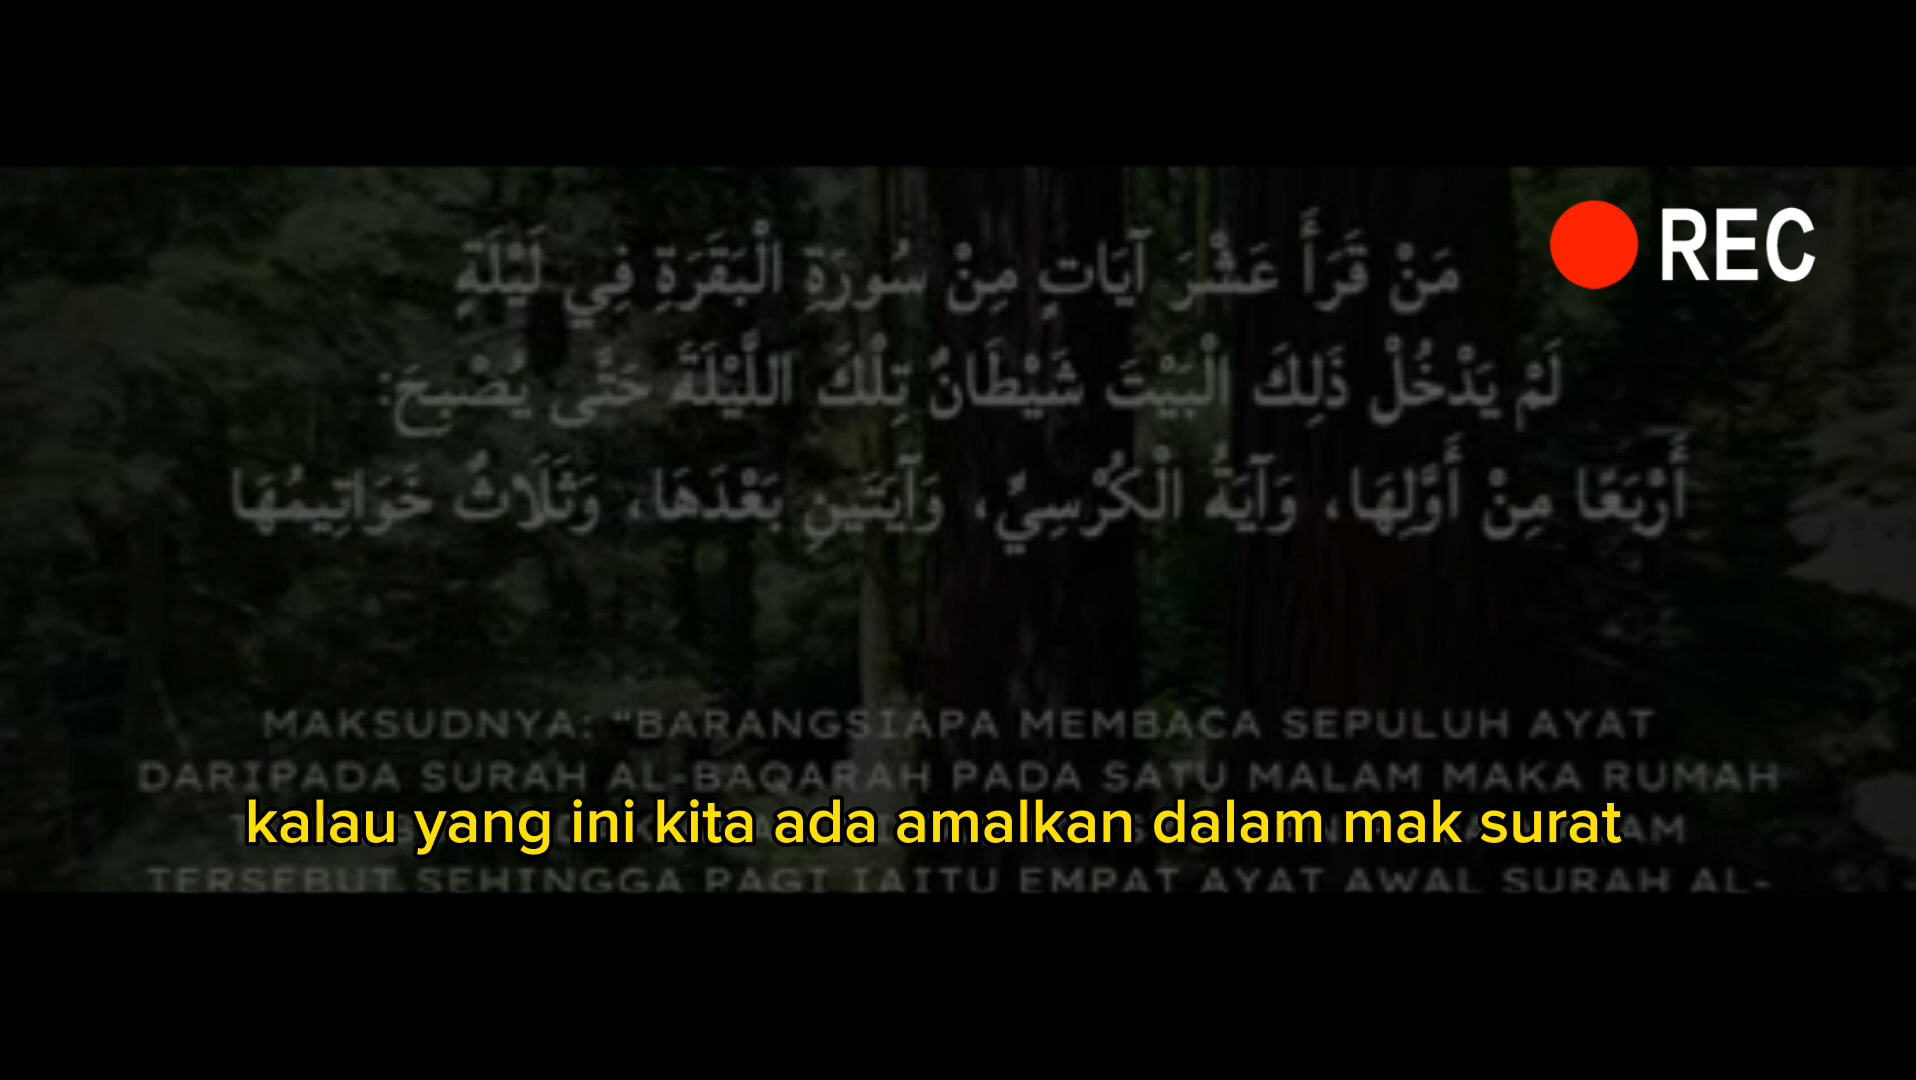 REC
مَنْ قَرَأَ عَشْرَ آيَاتٍ مِنْ سُورَةِ الْبَقَرَةِ فِي لَيْلَةٍ
لَمْ يَدْخُلْ ذَلِكَ الْبَيْتَ شَيْطَانٌ تِلْكَ اللَّيْلَةَ حَتَّى يُصْبِحَ:
أَرْبَعًا مِنْ أَوَّلِهَا، وَآيَةُ الْكُرْسِيِّ، وَآيَتَينِ بَعْدَهَا، وَثَلَاثٌ خَوَاتِيمُهَا
MAKSUDNYA: "BARANGSIAPA MEMBACA SEPULUH AYAT
DARIPADA SURAH AL-BAQARAH PADA SATU MALAM MAKA RUMAH
kalau yang ini kita ada amalkan dalam mak surat
TERSEBUT SEHINGGA PAGI IAITU EMPAT AYAT AWAL SURAH AL-